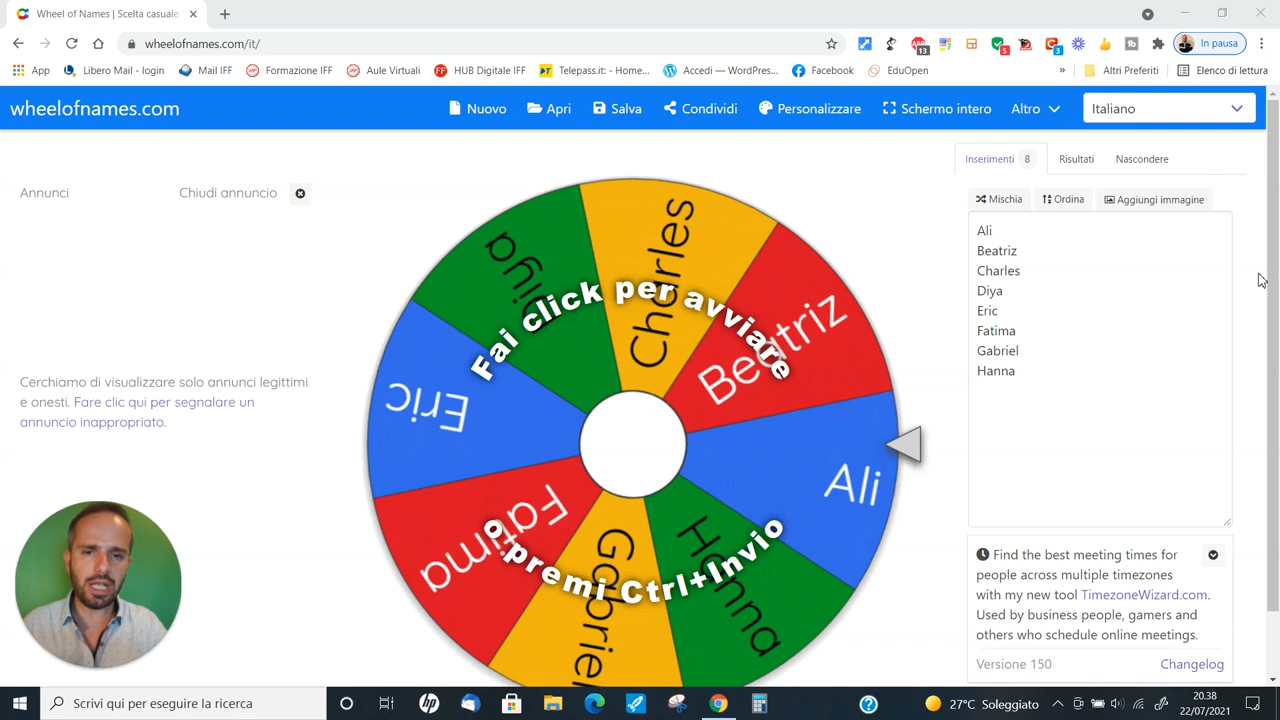 Wheel of Names | Scelta casuale
wheelofnames.com/it/
13
5
3
In pausa
App
Libero Mail - login
Mail IFF
Formazione IFF
Aule Virtuali
HUB Digitale IFF
Telepass.it: - Home...
Accedi — WordPres...
Facebook
EduOpen
»
Altri Preferiti
Elenco di lettura
wheelofnames.com
Nuovo
Apri
Salva
Condividi
Personalizzare
Schermo intero
Altro
Italiano
Annunci
Chiudi annuncio
Inserimenti 8
Risultati
Nascondere
Mischia
Ordina
Aggiungi immagine
Ali
Beatriz
Charles
Diya
Eric
Fatima
Gabriel
Hanna
Fai click per avviare
o premi Ctrl+Invio
Charles
Beatriz
Ali
Hanna
Gabriel
Fatima
Eric
Diya
Cerchiamo di visualizzare solo annunci legittimi
e onesti. Fare clic qui per segnalare un
annuncio inappropriato.
Find the best meeting times for
people across multiple timezones
with my new tool TimezoneWizard.com.
Used by business people, gamers and
others who schedule online meetings.
Versione 150
Changelog
Scrivi qui per eseguire la ricerca
27°C Soleggiato
20.38
22/07/2021